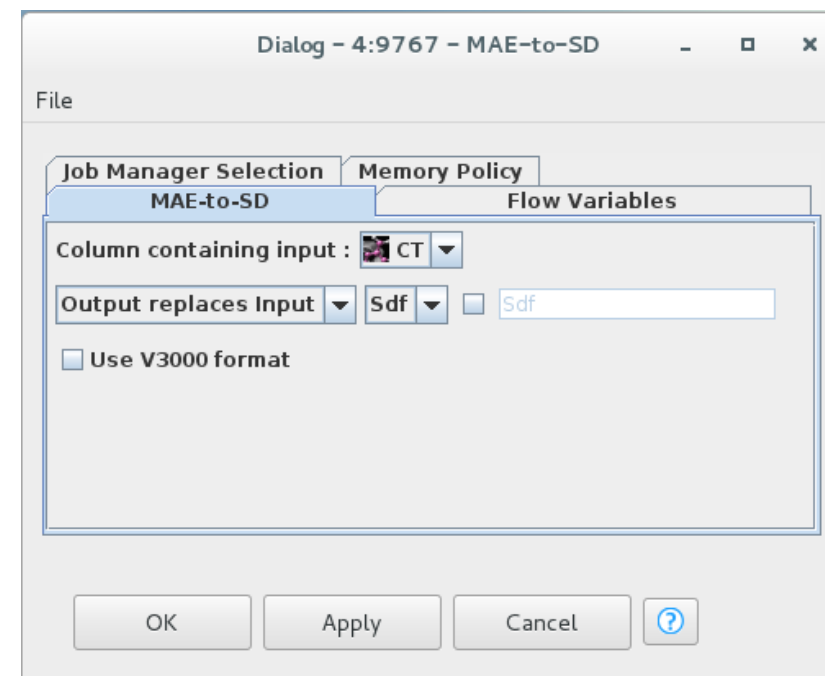 Dialog – 4:9767 – MAE-to-SD
File
Job Manager Selection Memory Policy
MAE-to-SD Flow Variables
Column containing input : CT
Output replaces Input Sdf Sdf
Use V3000 format
OK Apply Cancel ?